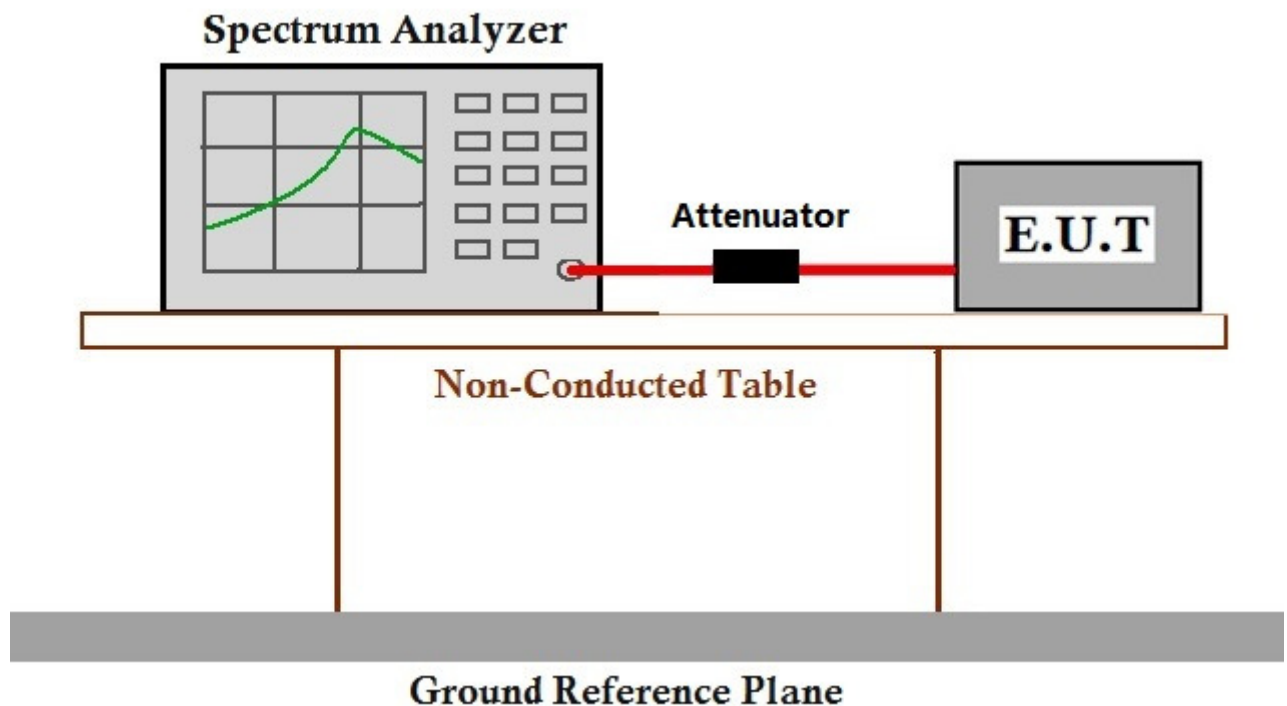 Spectrum Analyzer
Attenuator
E.U.T
Non-Conducted Table
Ground Reference Plane